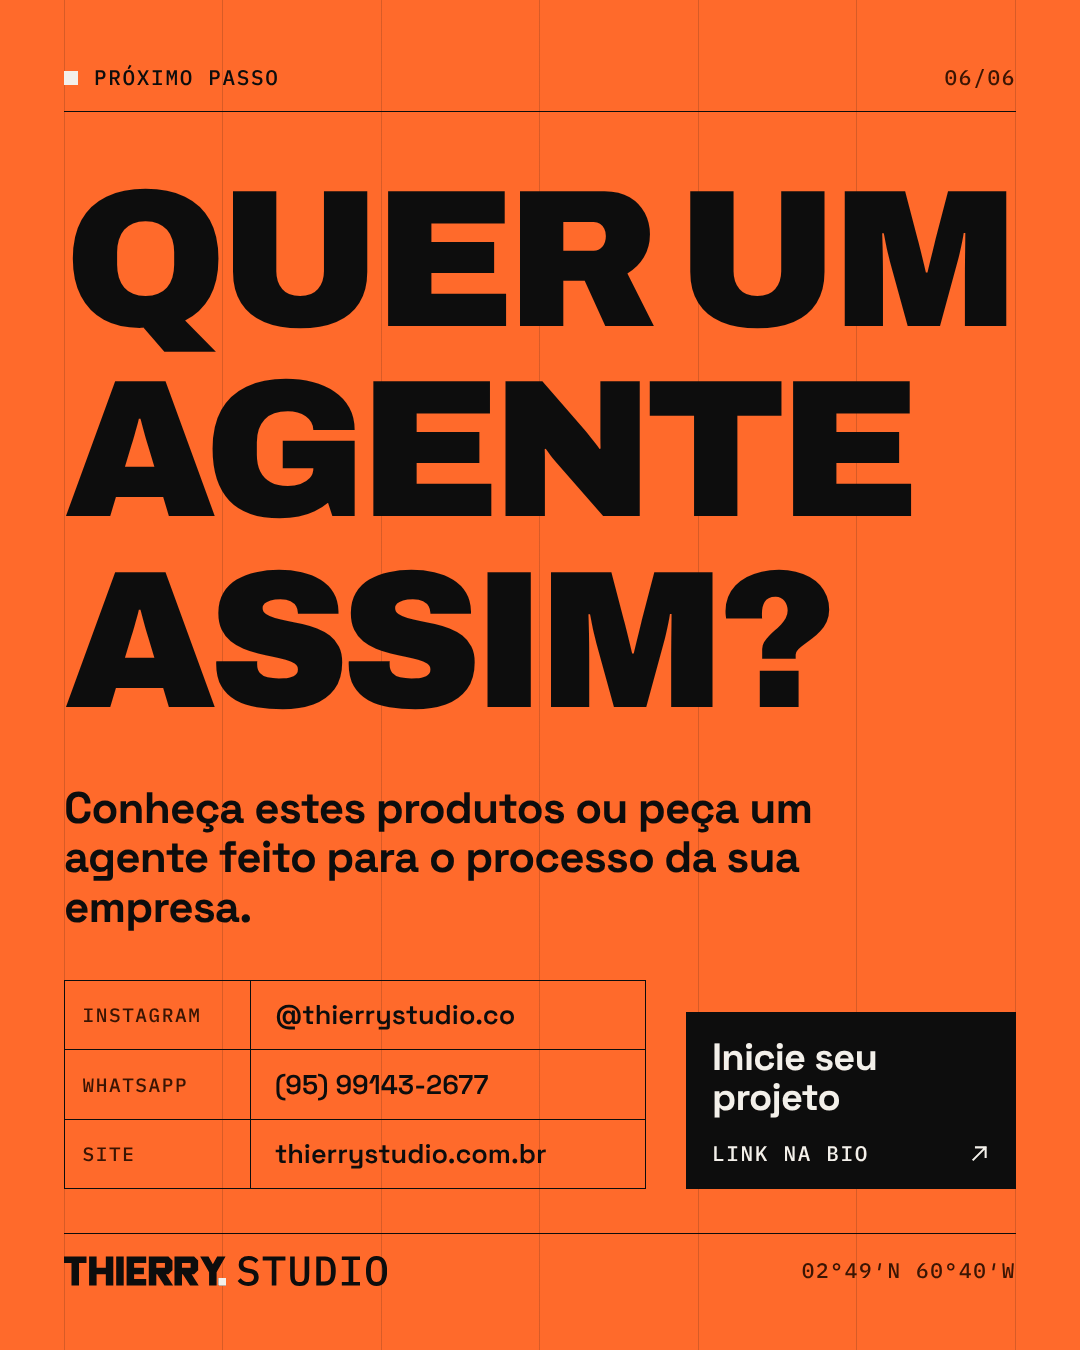 PRÓXIMO PASSO
06/06
QUER UM
AGENTE
ASSIM?
Conheça estes produtos ou peça um
agente feito para o processo da sua
empresa.
INSTAGRAM @thierrystudio.co
WHATSAPP (95) 99143-2677
SITE thierrystudio.com.br
Inicie seu
projeto
LINK NA BIO ↗
THIERRY. STUDIO
02°49′N 60°40′W